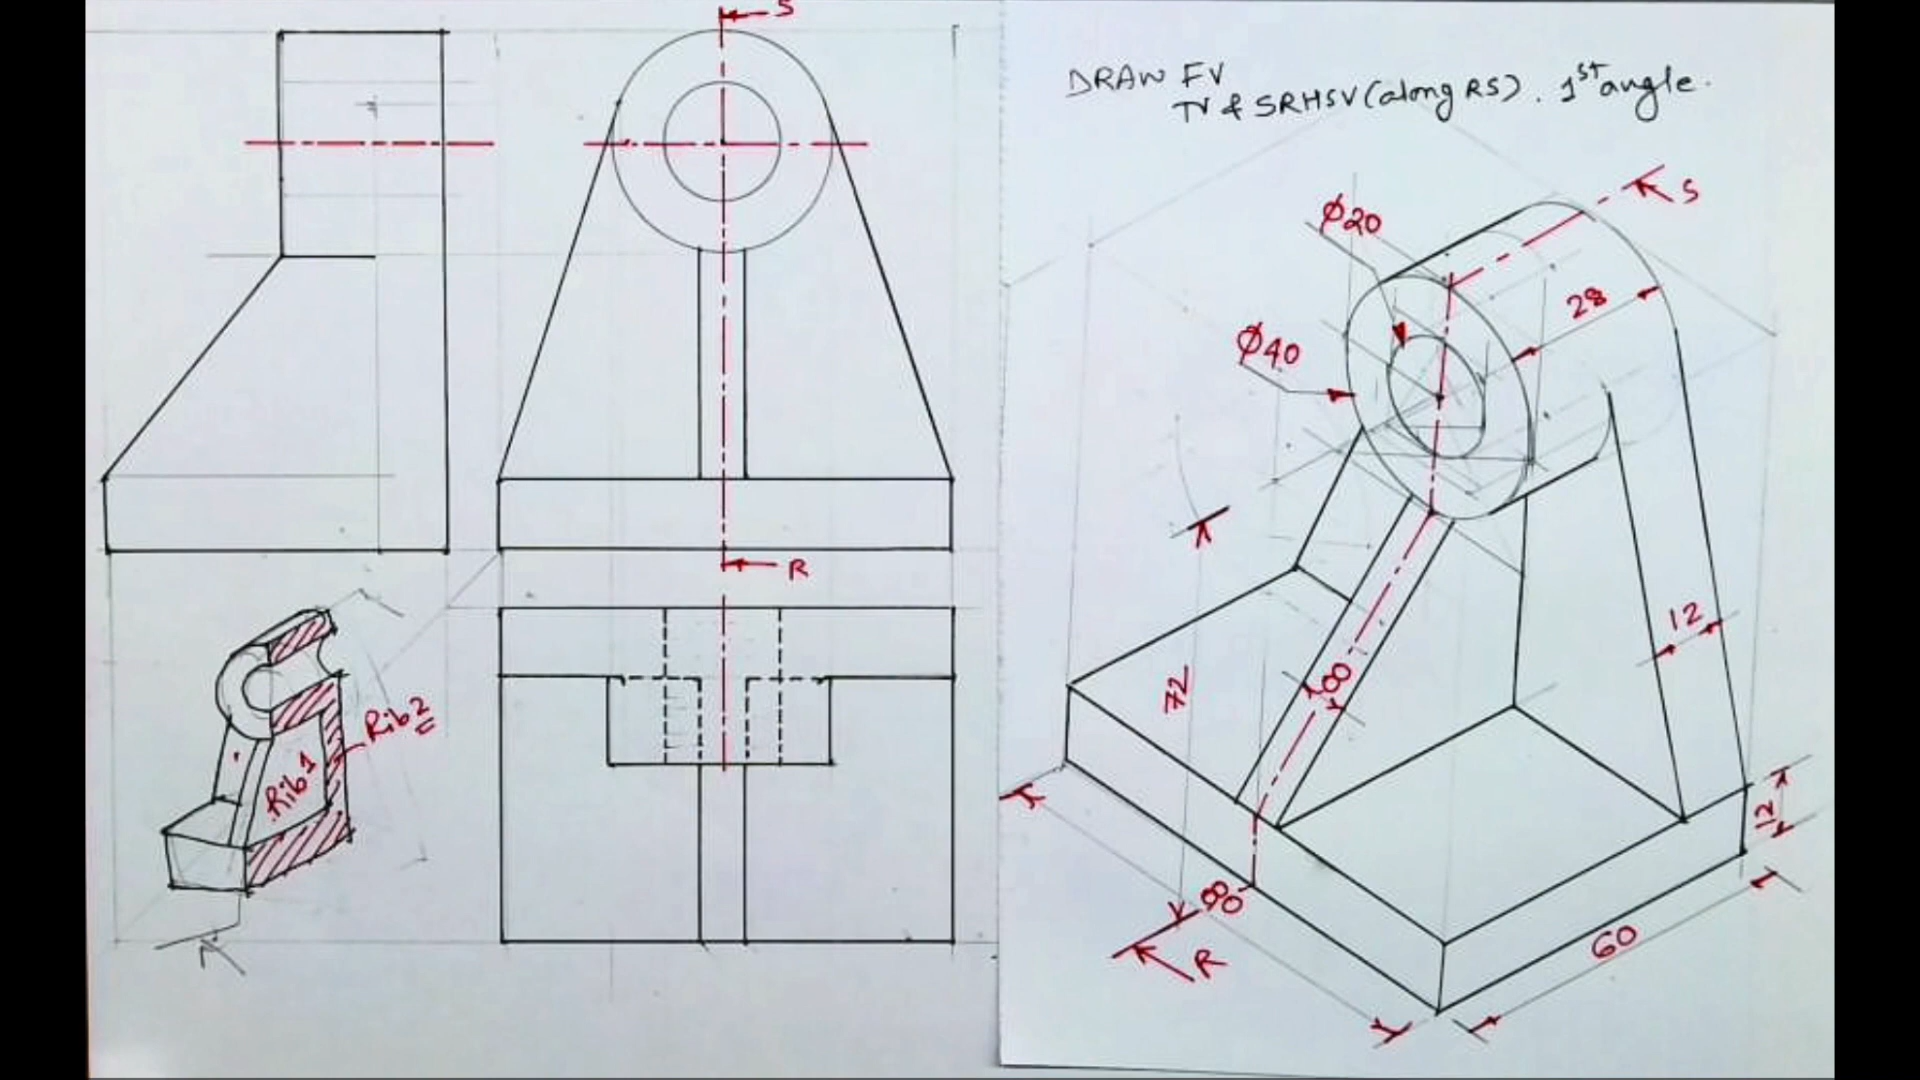 S
DRAW FV
TV & SRHSV (along RS). 1st angle.
S
Ø20
28
Ø40
R
12
Rib 2
Rib 1
72
8
12
80
R
60